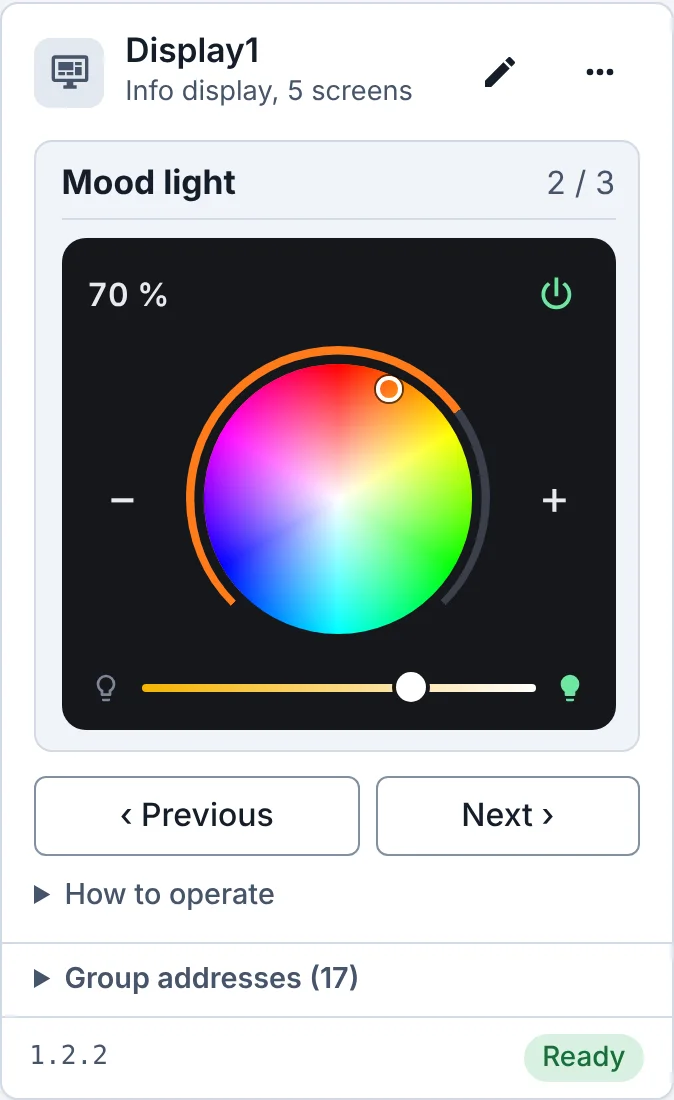 Display1
Info display, 5 screens
Mood light 2 / 3
70 %
− +
‹ Previous Next ›
How to operate
Group addresses (17)
1.2.2 Ready